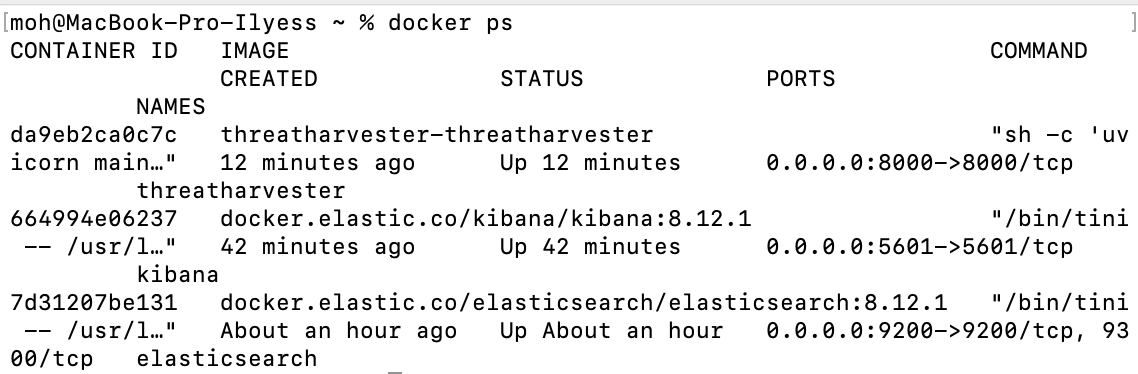 [moh@MacBook-Pro-Ilyess ~ % docker ps ]
CONTAINER ID   IMAGE                                                  COMMAND
               CREATED             STATUS             PORTS
         NAMES
da9eb2ca0c7c   threatharvester-threatharvester                        "sh -c 'uv
icorn main…"   12 minutes ago      Up 12 minutes      0.0.0.0:8000->8000/tcp
         threatharvester
664994e06237   docker.elastic.co/kibana/kibana:8.12.1                 "/bin/tini
 -- /usr/l…"   42 minutes ago      Up 42 minutes      0.0.0.0:5601->5601/tcp
         kibana
7d31207be131   docker.elastic.co/elasticsearch/elasticsearch:8.12.1   "/bin/tini
 -- /usr/l…"   About an hour ago   Up About an hour   0.0.0.0:9200->9200/tcp, 93
00/tcp   elasticsearch